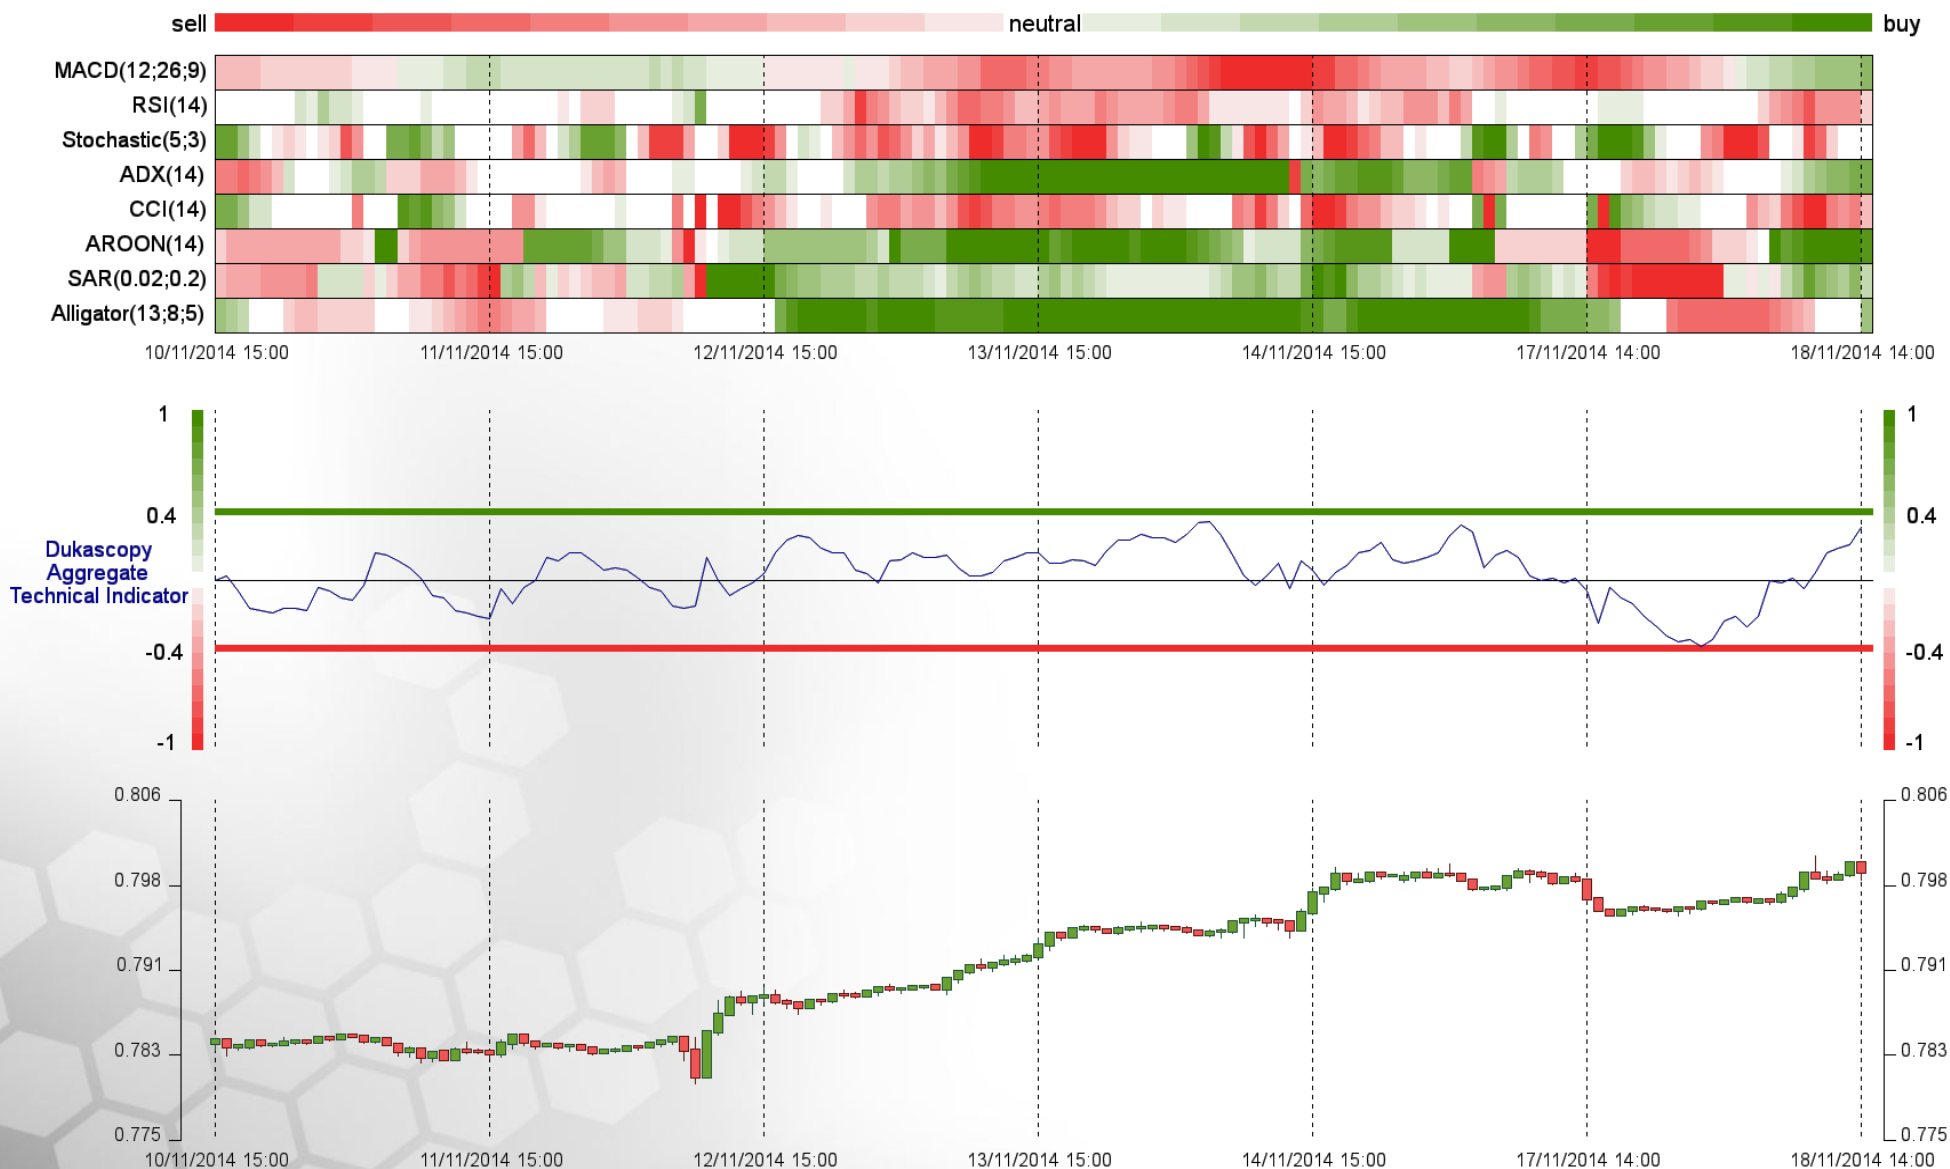 sell neutral buy
MACD(12;26;9)
RSI(14)
Stochastic(5;3)
ADX(14)
CCI(14)
AROON(14)
SAR(0.02;0.2)
Alligator(13;8;5)
10/11/2014 15:00 11/11/2014 15:00 12/11/2014 15:00 13/11/2014 15:00 14/11/2014 15:00 17/11/2014 14:00 18/11/2014 14:00
1 1
0.4 0.4
Dukascopy
Aggregate
Technical Indicator
-0.4 -0.4
-1 -1
0.806 0.806
0.798 0.798
0.791 0.791
0.783 0.783
0.775 0.775
10/11/2014 15:00 11/11/2014 15:00 12/11/2014 15:00 13/11/2014 15:00 14/11/2014 15:00 17/11/2014 14:00 18/11/2014 14:00